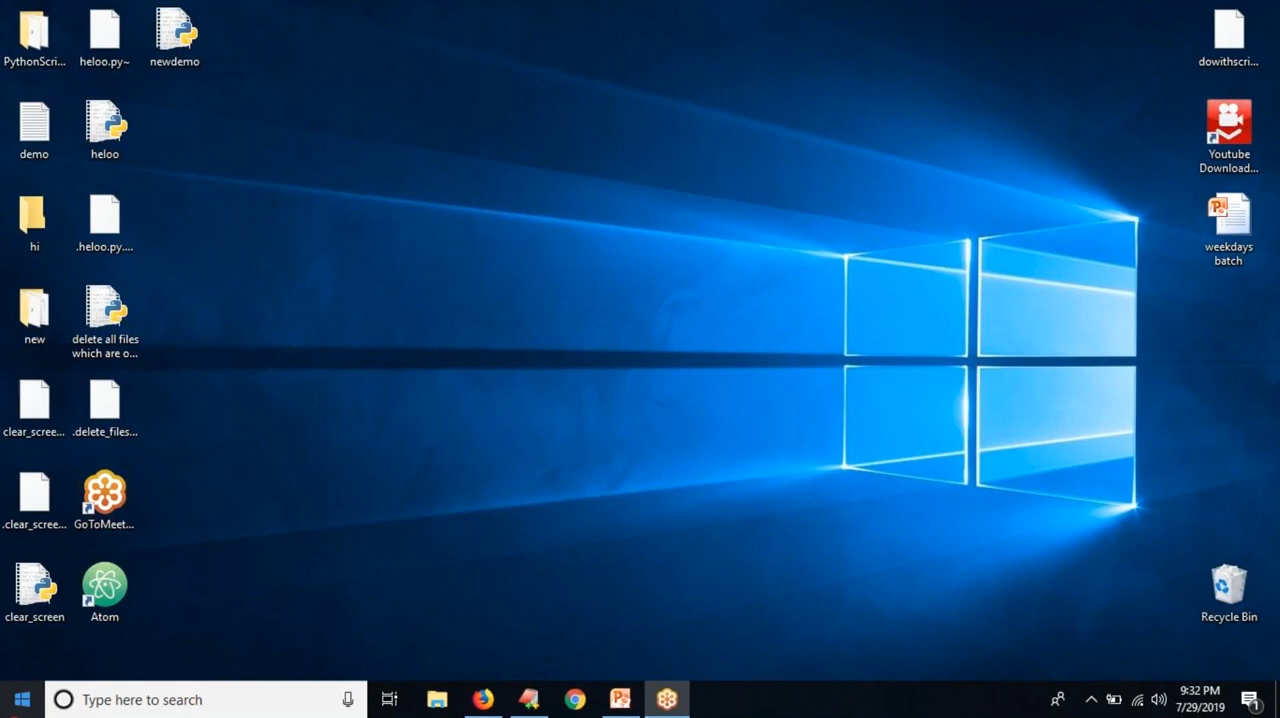 PythonScri...
heloo.py~
newdemo
demo
heloo
hi
.heloo.py....
new
delete all files
which are o...
clear_scree...
.delete_files...
.clear_scree...
GoToMeet...
clear_screen
Atom
dowithscri...
Youtube
Download...
weekdays
batch
Recycle Bin
Type here to search
9:32 PM
7/29/2019
1